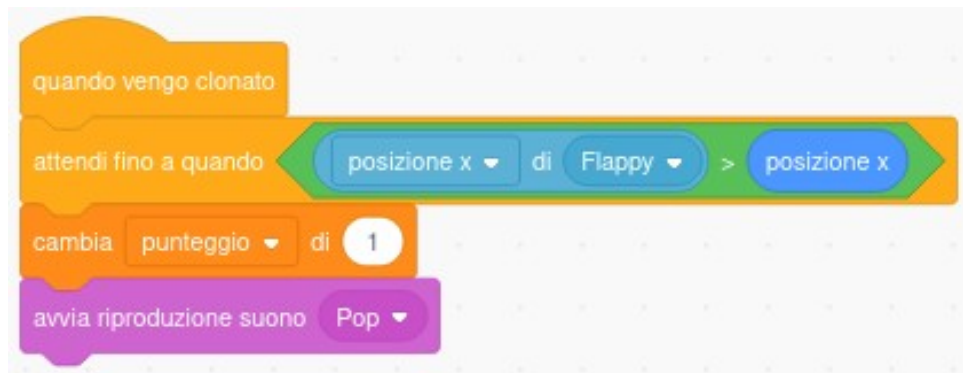 quando vengo clonato
attendi fino a quando posizione x di Flappy > posizione x
cambia punteggio di 1
avvia riproduzione suono Pop